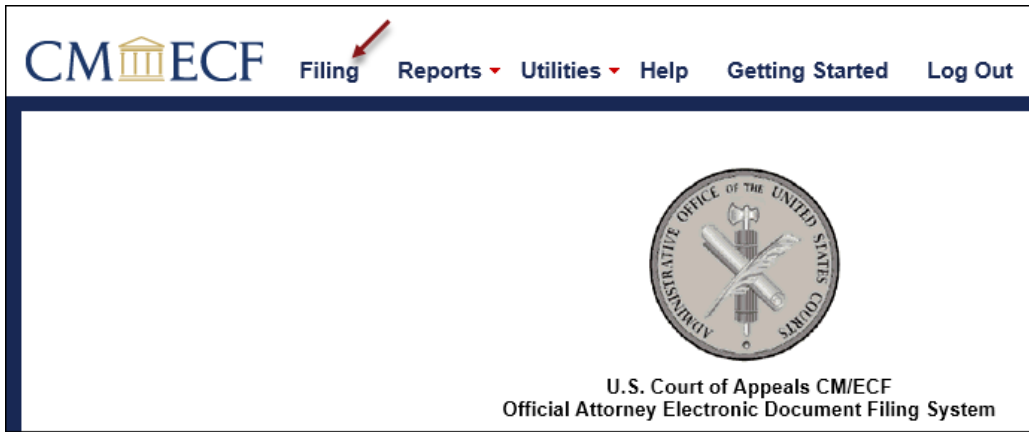 CM ECF Filing Reports Utilities Help Getting Started Log Out
ADMINISTRATIVE OFFICE OF THE UNITED STATES COURTS
U.S. Court of Appeals CM/ECF
Official Attorney Electronic Document Filing System